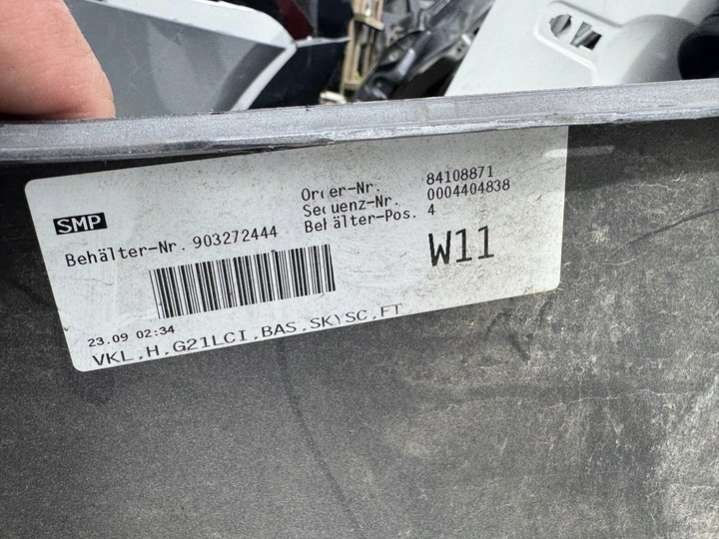 SMP
Order-Nr. 84108871
Sequenz-Nr. 0004404838
Behälter-Nr. 903272444 Behälter-Pos. 4
W11
23.09 02:34
VKL,H,G21LCI,BAS,SKYSC,FT